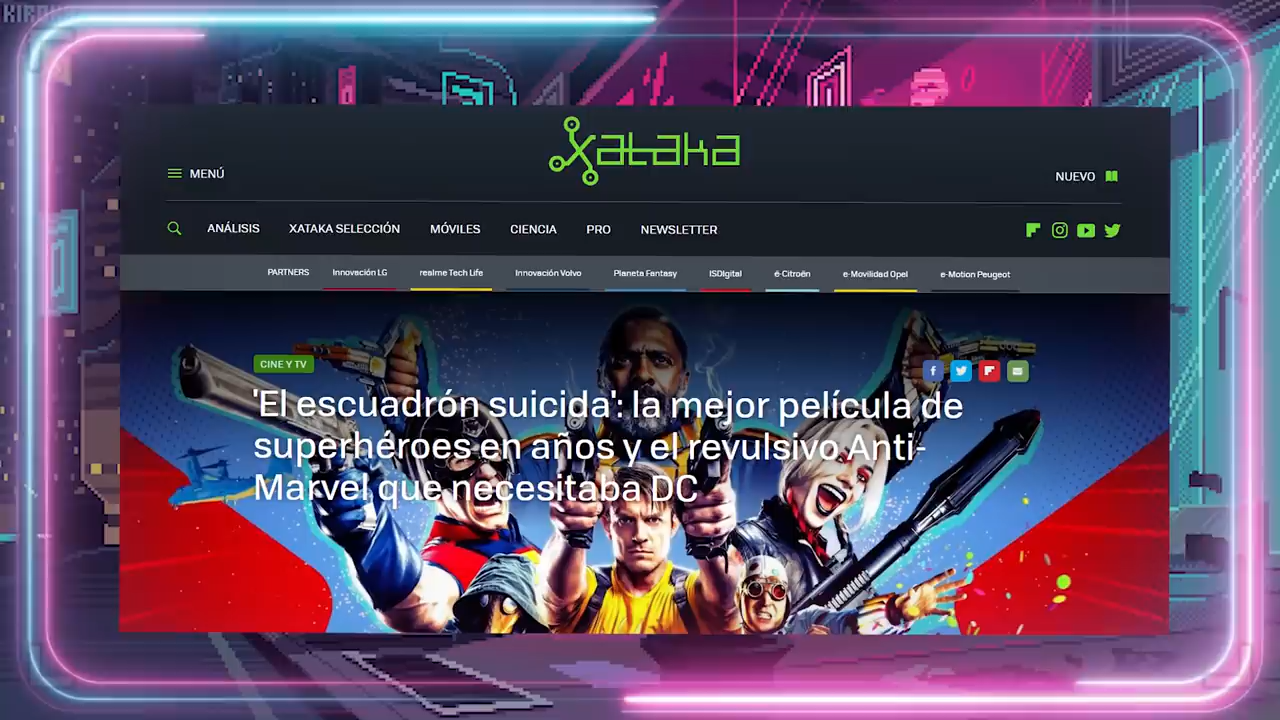 xataka
MENÚ
NUEVO
ANÁLISIS XATAKA SELECCIÓN MÓVILES CIENCIA PRO NEWSLETTER
PARTNERS Innovación LG realme Tech Life Innovación Volvo Planeta Fantasy ISDigital ë-Citroën e-Movilidad Opel e-Motion Peugeot
CINE Y TV
'El escuadrón suicida': la mejor película de
superhéroes en años y el revulsivo Anti-
Marvel que necesitaba DC